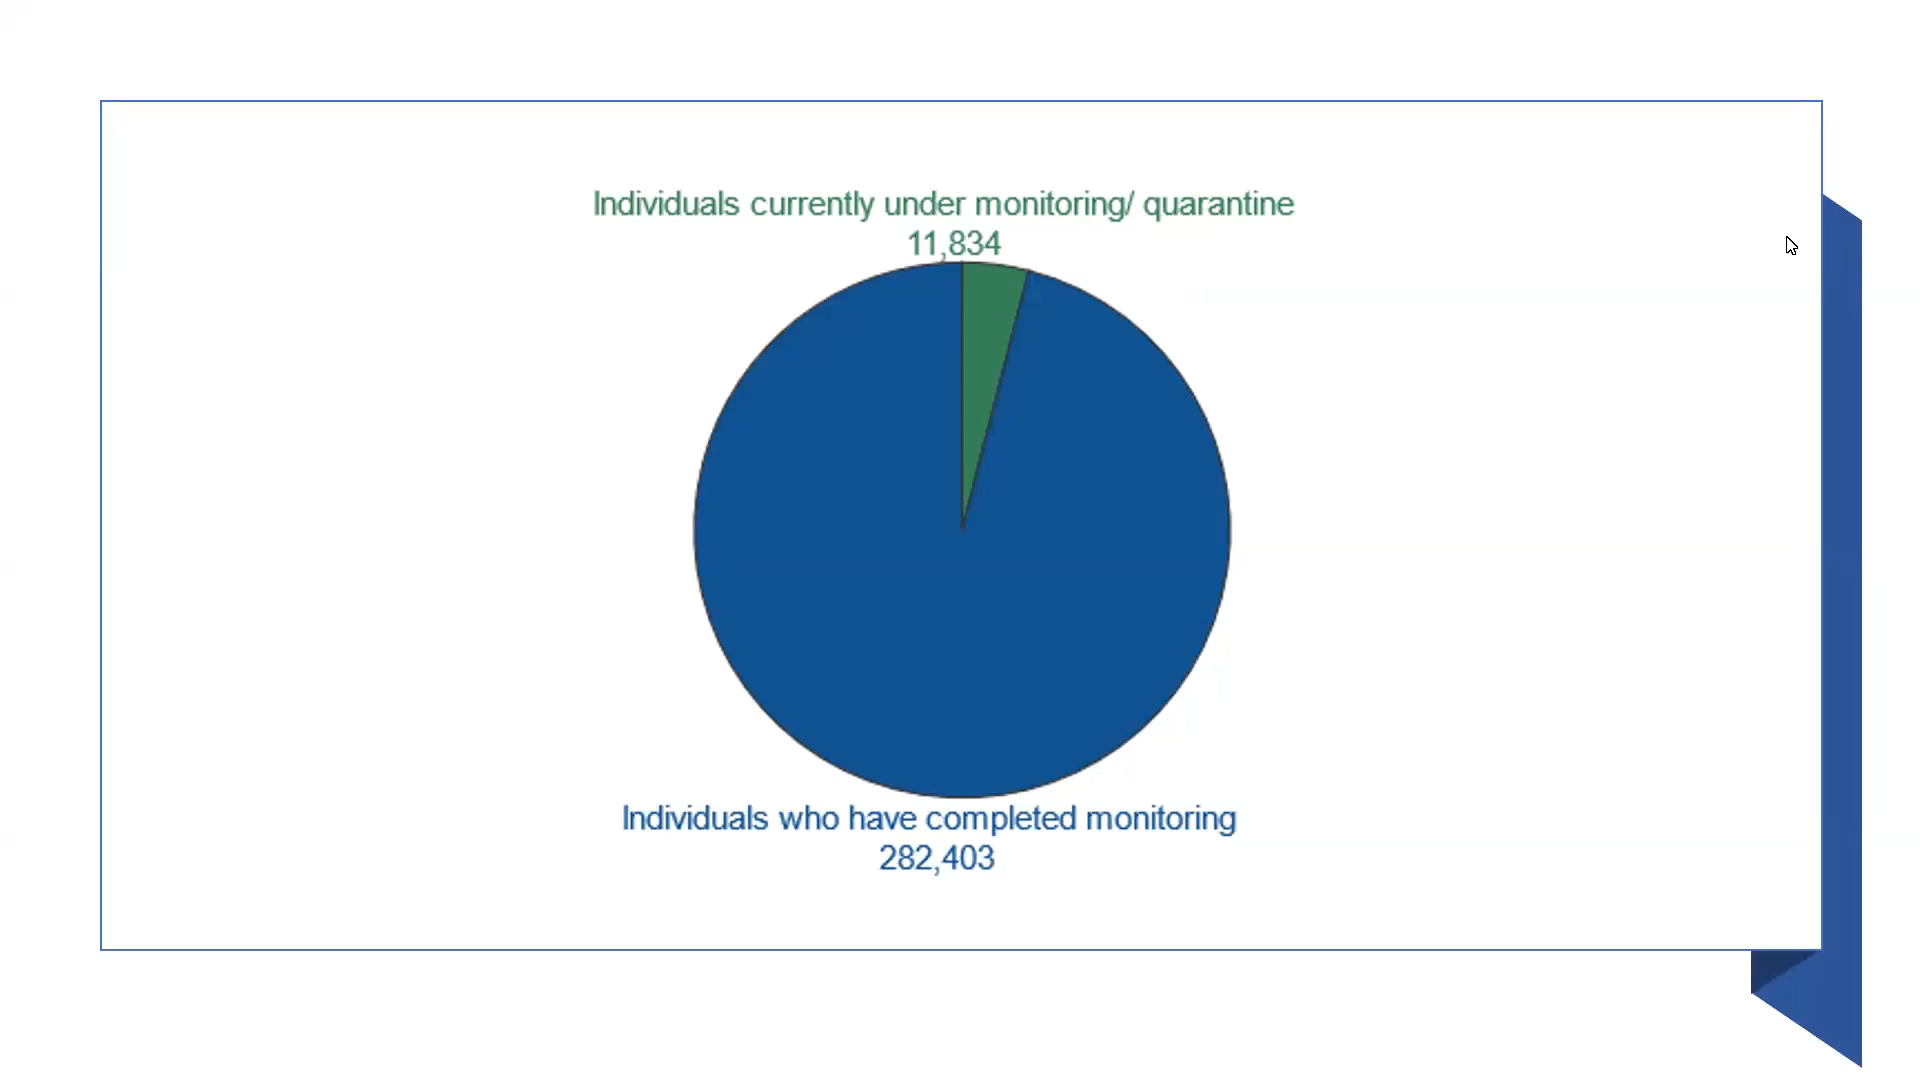 Individuals currently under monitoring/ quarantine
11,834
Individuals who have completed monitoring
282,403